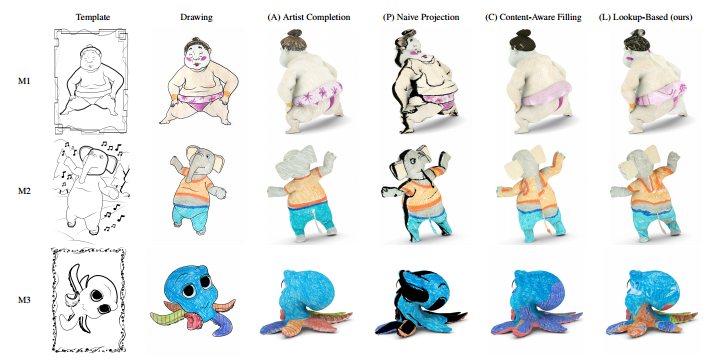 Template Drawing (A) Artist Completion (P) Naive Projection (C) Content-Aware Filling (L) Lookup-Based (ours)
M1
M2
M3